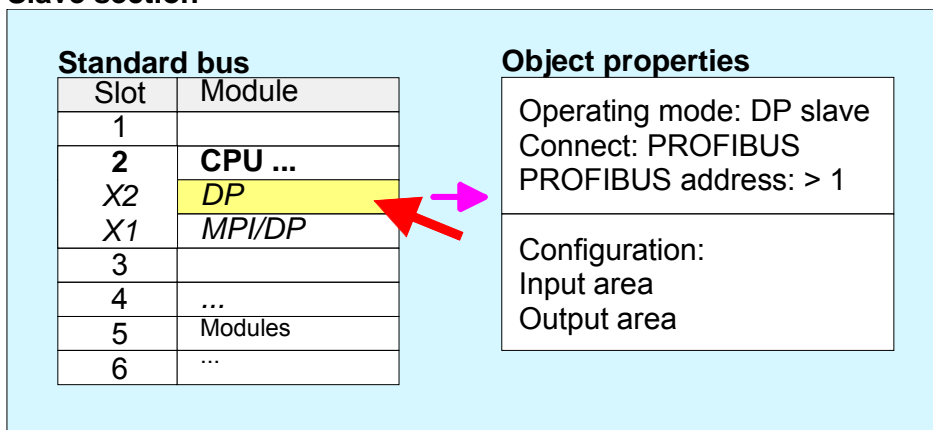 Slave section
Standard bus
Slot Module
1
2 CPU ...
X2 DP
X1 MPI/DP
3
4 ...
5 Modules
6 ...
Object properties
Operating mode: DP slave
Connect: PROFIBUS
PROFIBUS address: > 1
Configuration:
Input area
Output area